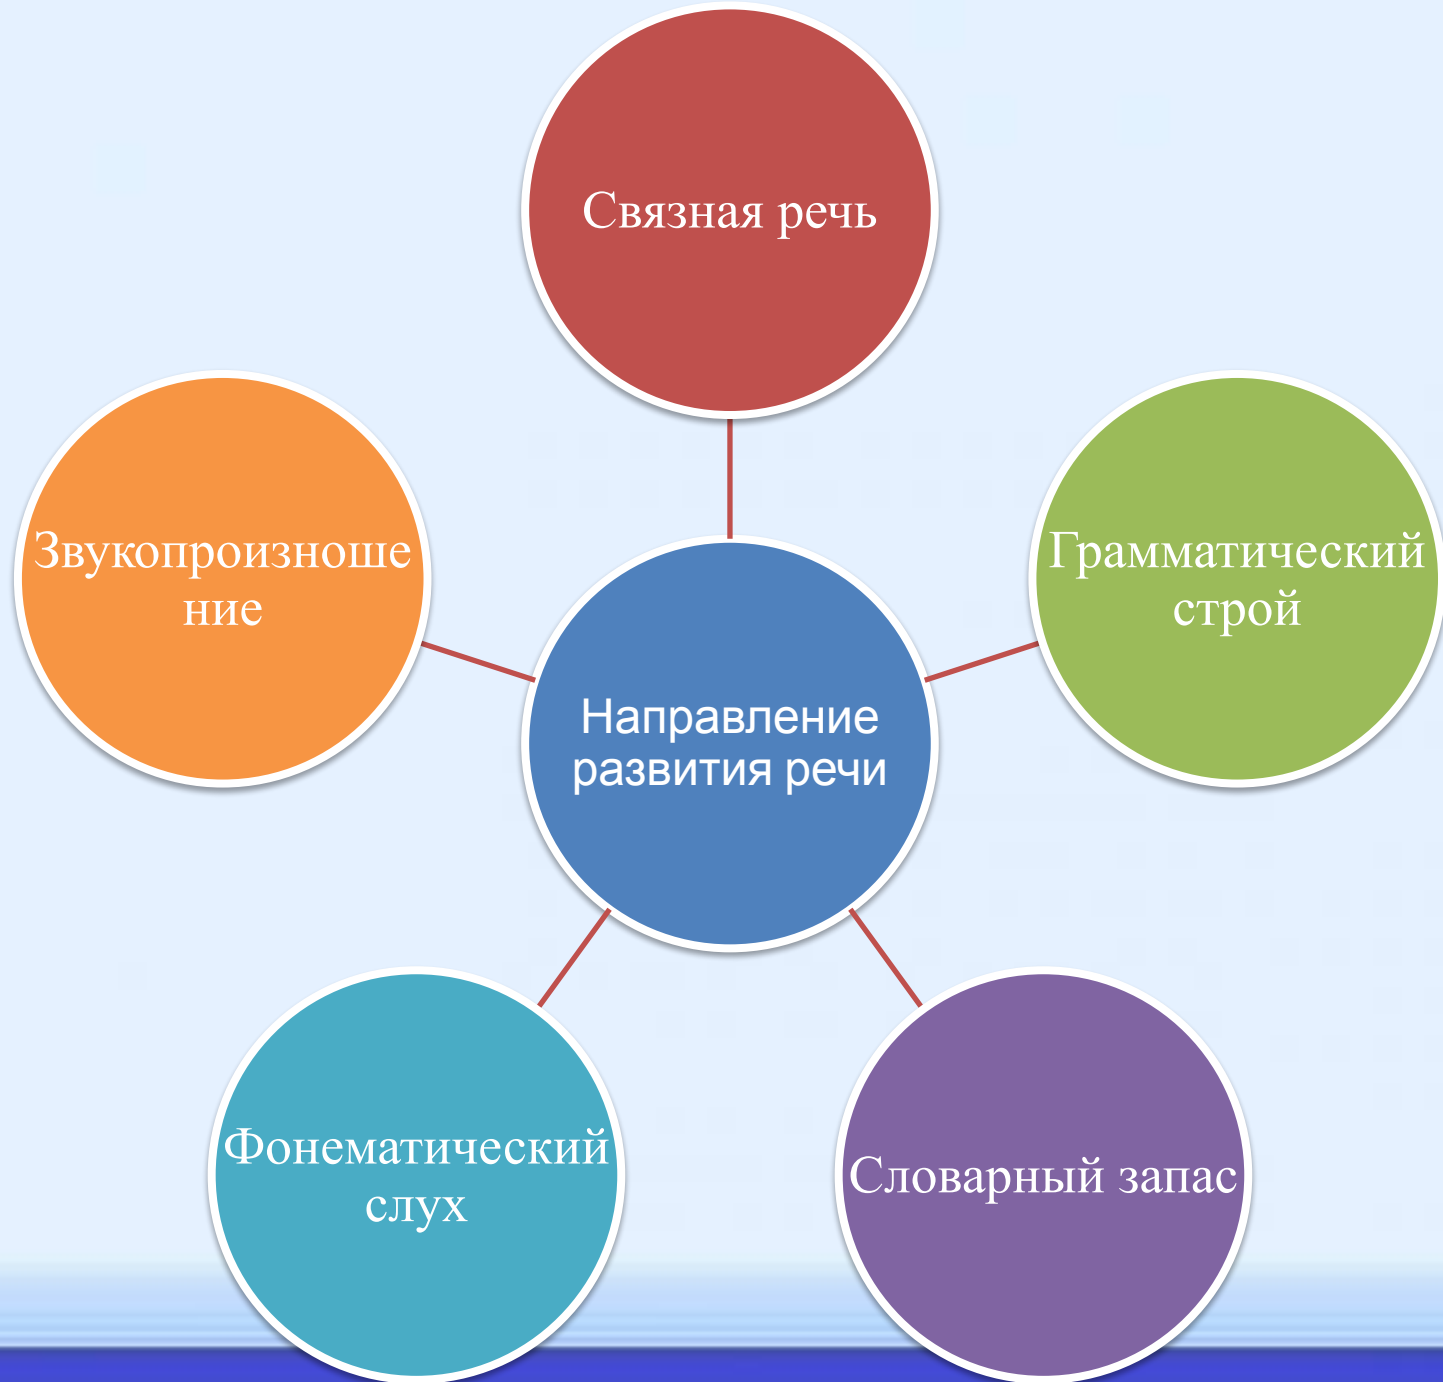 Связная речь
Звукопроизноше
ние
Грамматический
строй
Направление
развития речи
Фонематический
слух
Словарный запас